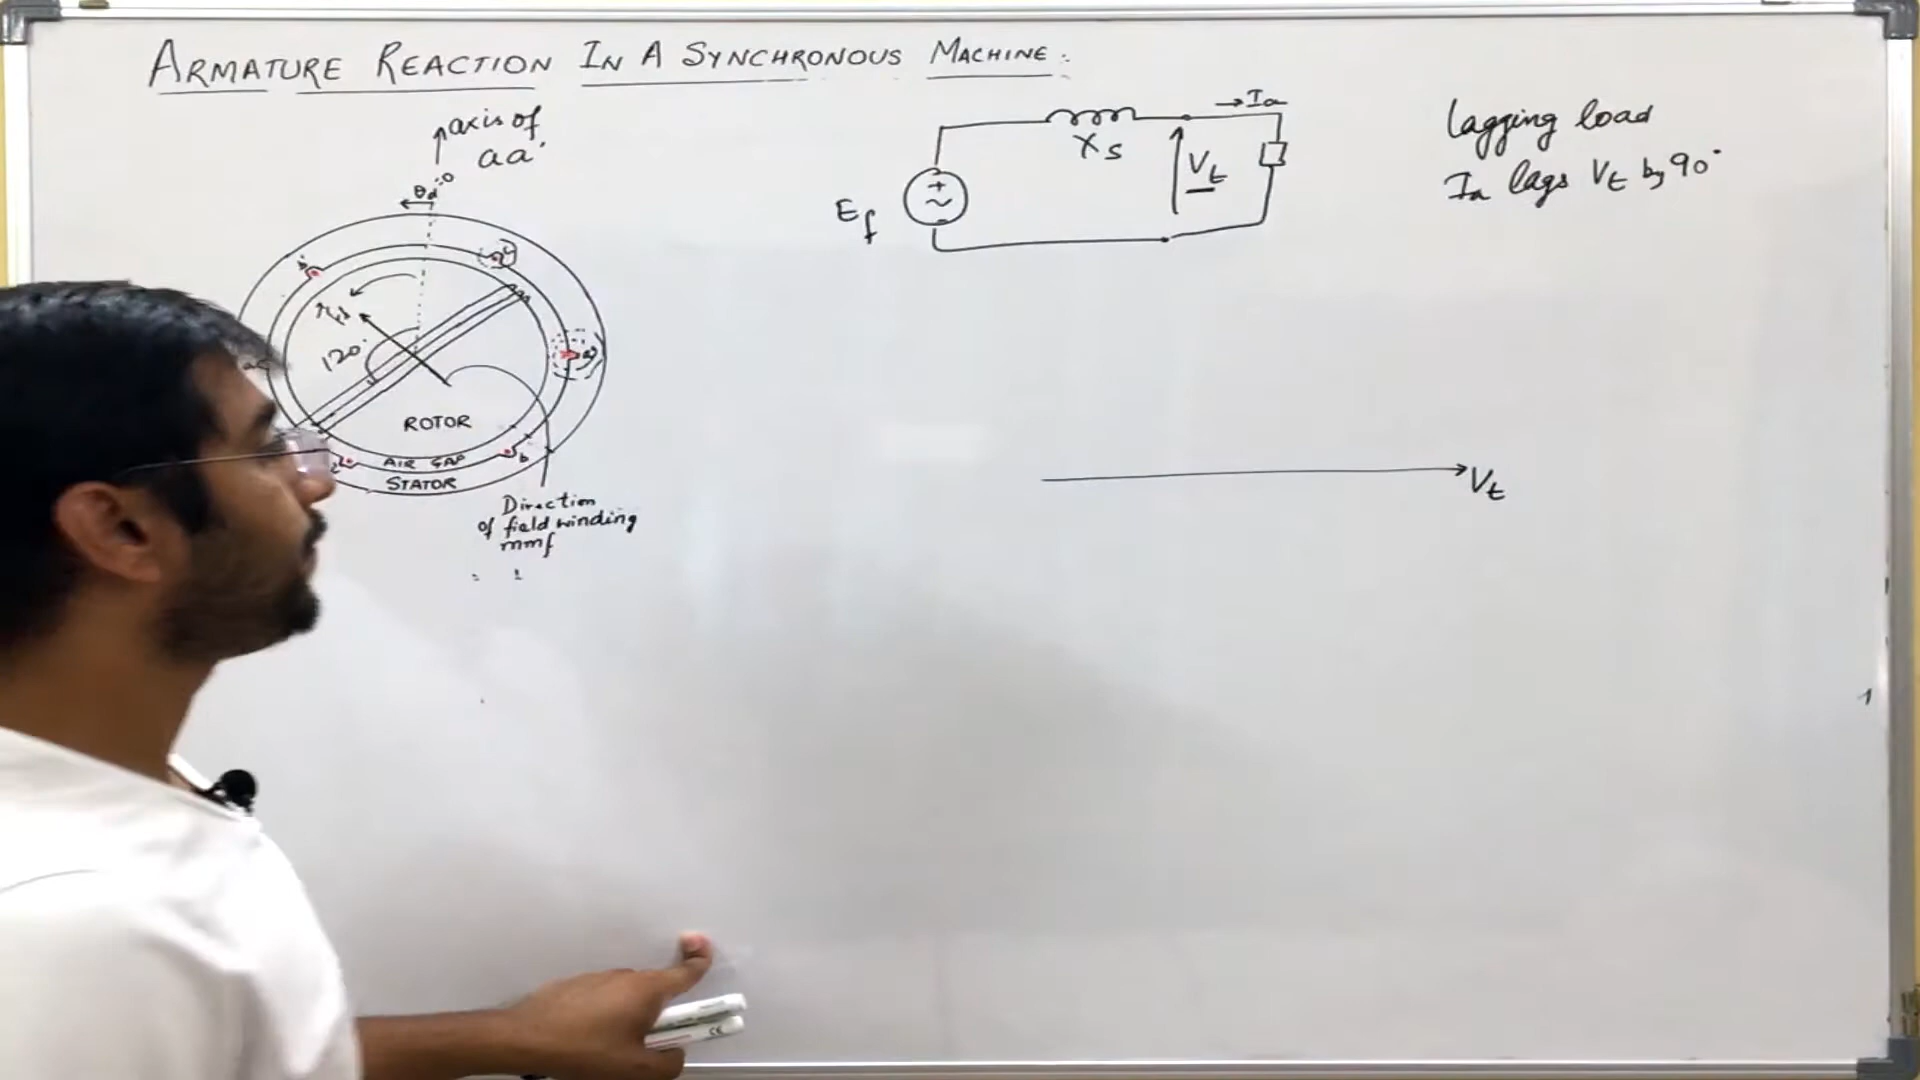 ARMATURE REACTION IN A SYNCHRONOUS MACHINE:
axis of
aa'
Ia
Xs
Vt
Ef
Lagging load
Ia lags Vt by 90°
120°
ROTOR
AIR GAP
STATOR
b
Direction
of field winding
mmf
Vt